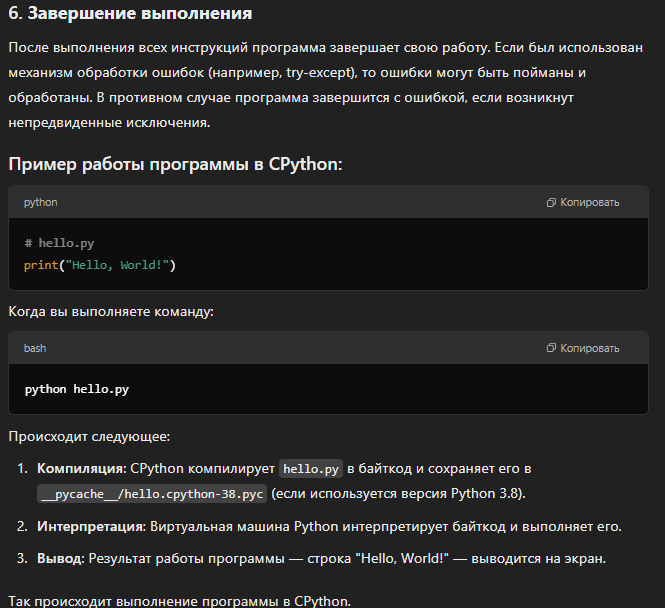 6. Завершение выполнения
После выполнения всех инструкций программа завершает свою работу. Если был использован
механизм обработки ошибок (например, try-except), то ошибки могут быть пойманы и
обработаны. В противном случае программа завершится с ошибкой, если возникнут
непредвиденные исключения.
Пример работы программы в CPython:
python Копировать
# hello.py
print("Hello, World!")
Когда вы выполняете команду:
bash Копировать
python hello.py
Происходит следующее:
1. Компиляция: CPython компилирует hello.py в байткод и сохраняет его в
__pycache__/hello.cpython-38.pyc (если используется версия Python 3.8).
2. Интерпретация: Виртуальная машина Python интерпретирует байткод и выполняет его.
3. Вывод: Результат работы программы — строка "Hello, World!" — выводится на экран.
Так происходит выполнение программы в CPython.